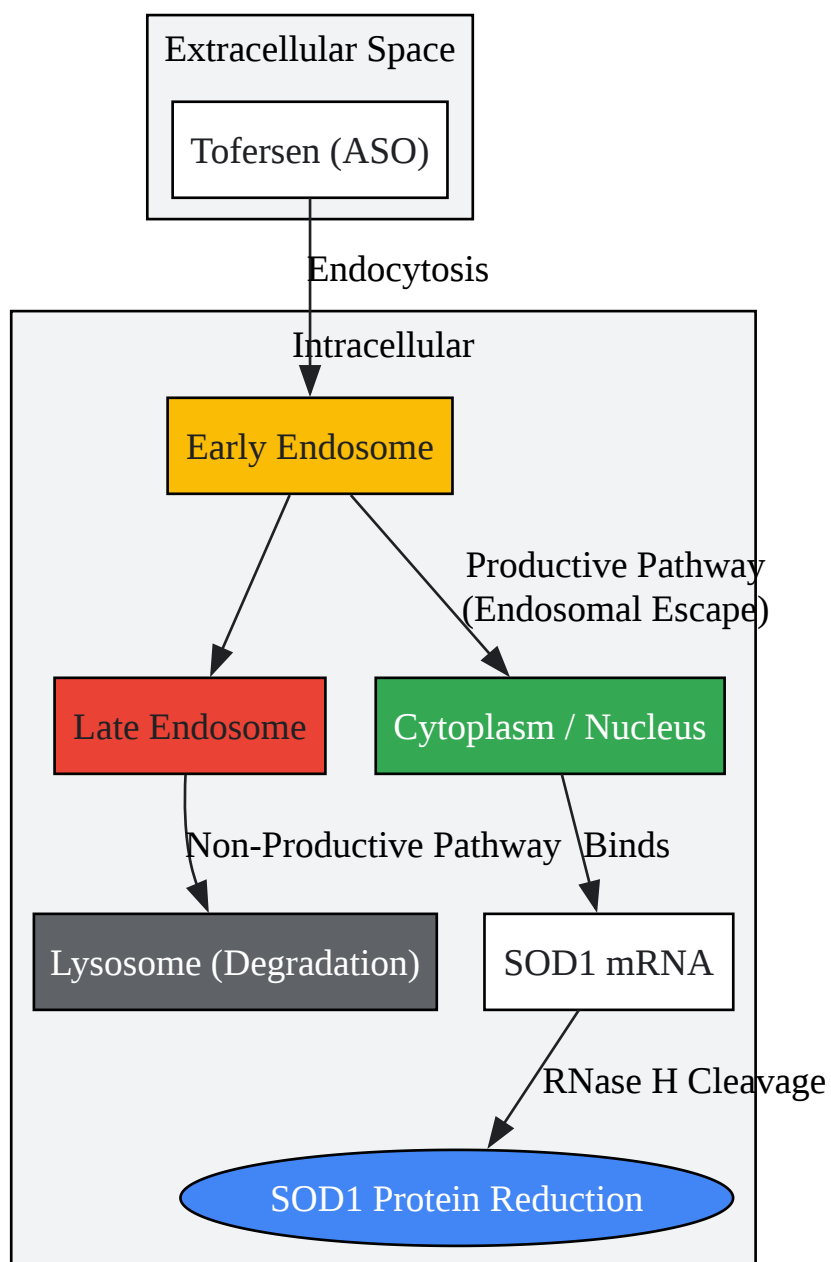 Extracellular Space
Tofersen (ASO)
Endocytosis
Intracellular
Early Endosome
Productive Pathway
(Endosomal Escape)
Late Endosome
Cytoplasm / Nucleus
Non-Productive Pathway
Binds
Lysosome (Degradation)
SOD1 mRNA
RNase H Cleavage
SOD1 Protein Reduction